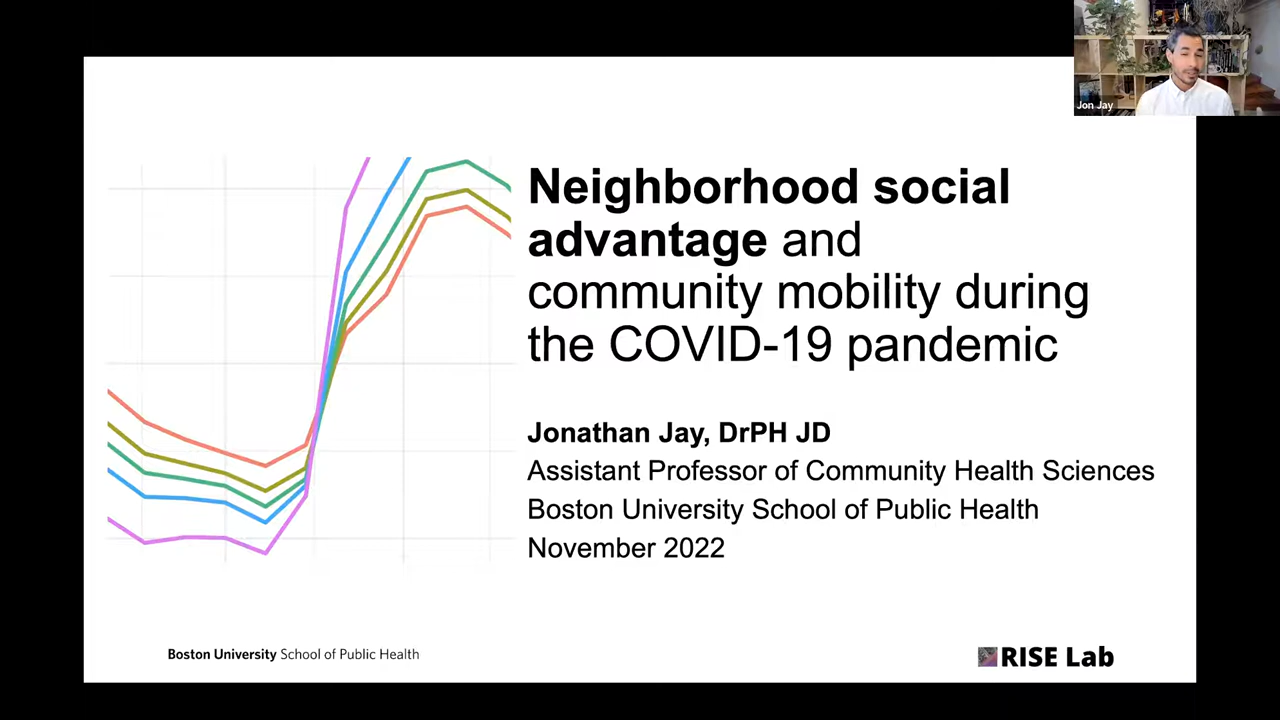 Jon Jay
Neighborhood social
advantage and
community mobility during
the COVID-19 pandemic
Jonathan Jay, DrPH JD
Assistant Professor of Community Health Sciences
Boston University School of Public Health
November 2022
Boston University School of Public Health
RISE Lab